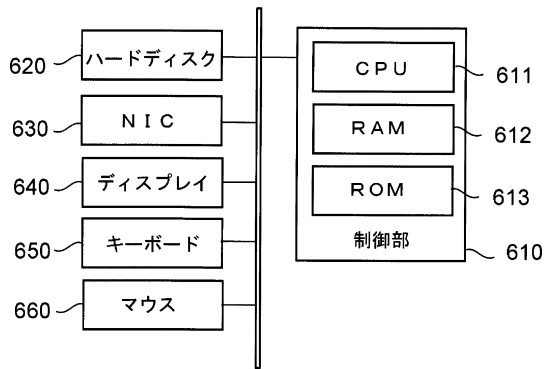 620
ハードディスク
630
NIC
640
ディスプレイ
650
キーボード
660
マウス
CPU
611
RAM
612
ROM
613
制御部
610